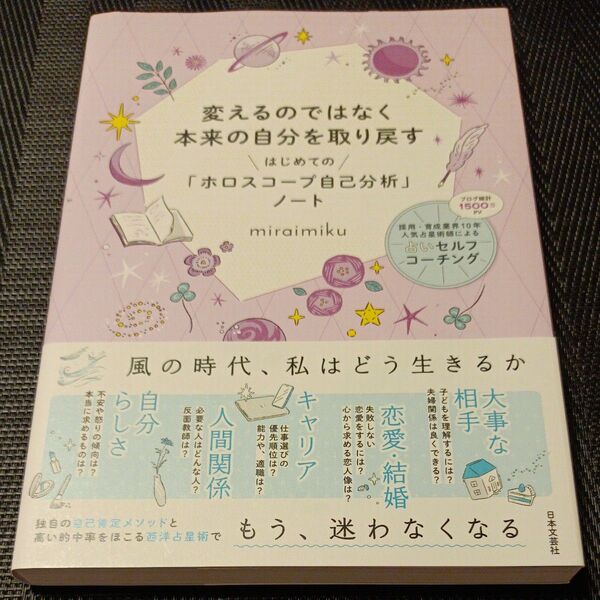 変えるのではなく
本来の自分を取り戻す
はじめての
「ホロスコープ自己分析」
ノート
miraimiku
ブログ総計
1500万
PV
採用・育成業界10年
人気占星術師による
占いセルフ
コーチング
風の時代、私はどう生きるか
大事な
相手
子どもを理解するには?
夫婦関係は良くできる?
恋愛・結婚
失敗しない
恋愛をするには?
心から求める恋人像は?
キャリア
仕事選びの
優先順位は?
能力や、適職は?
人間関係
必要な人はどんな人?
反面教師は?
自分
らしさ
不安や怒りの傾向は?
本当に求めるものは?
独自の自己肯定メソッドと
高い的中率をほこる西洋占星術で
もう、迷わなくなる
日本文芸社